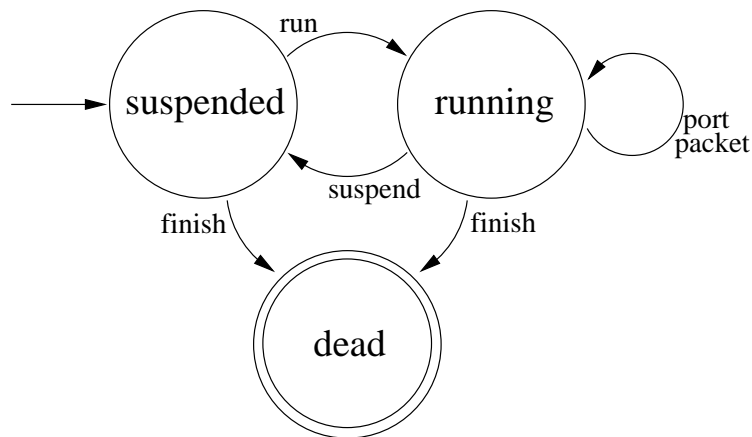 run
suspended
running
port
packet
suspend
finish
finish
dead